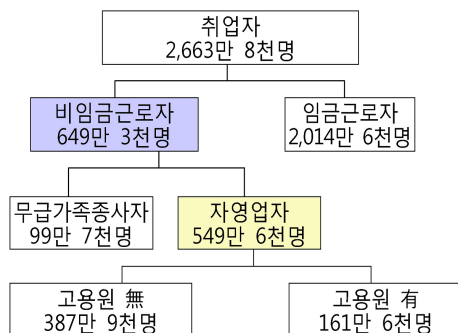 취업자
2,663만 8천명
비임금근로자
649만 3천명
임금근로자
2,014만 6천명
무급가족종사자
99만 7천명
자영업자
549만 6천명
고용원 無
387만 9천명
고용원 有
161만 6천명